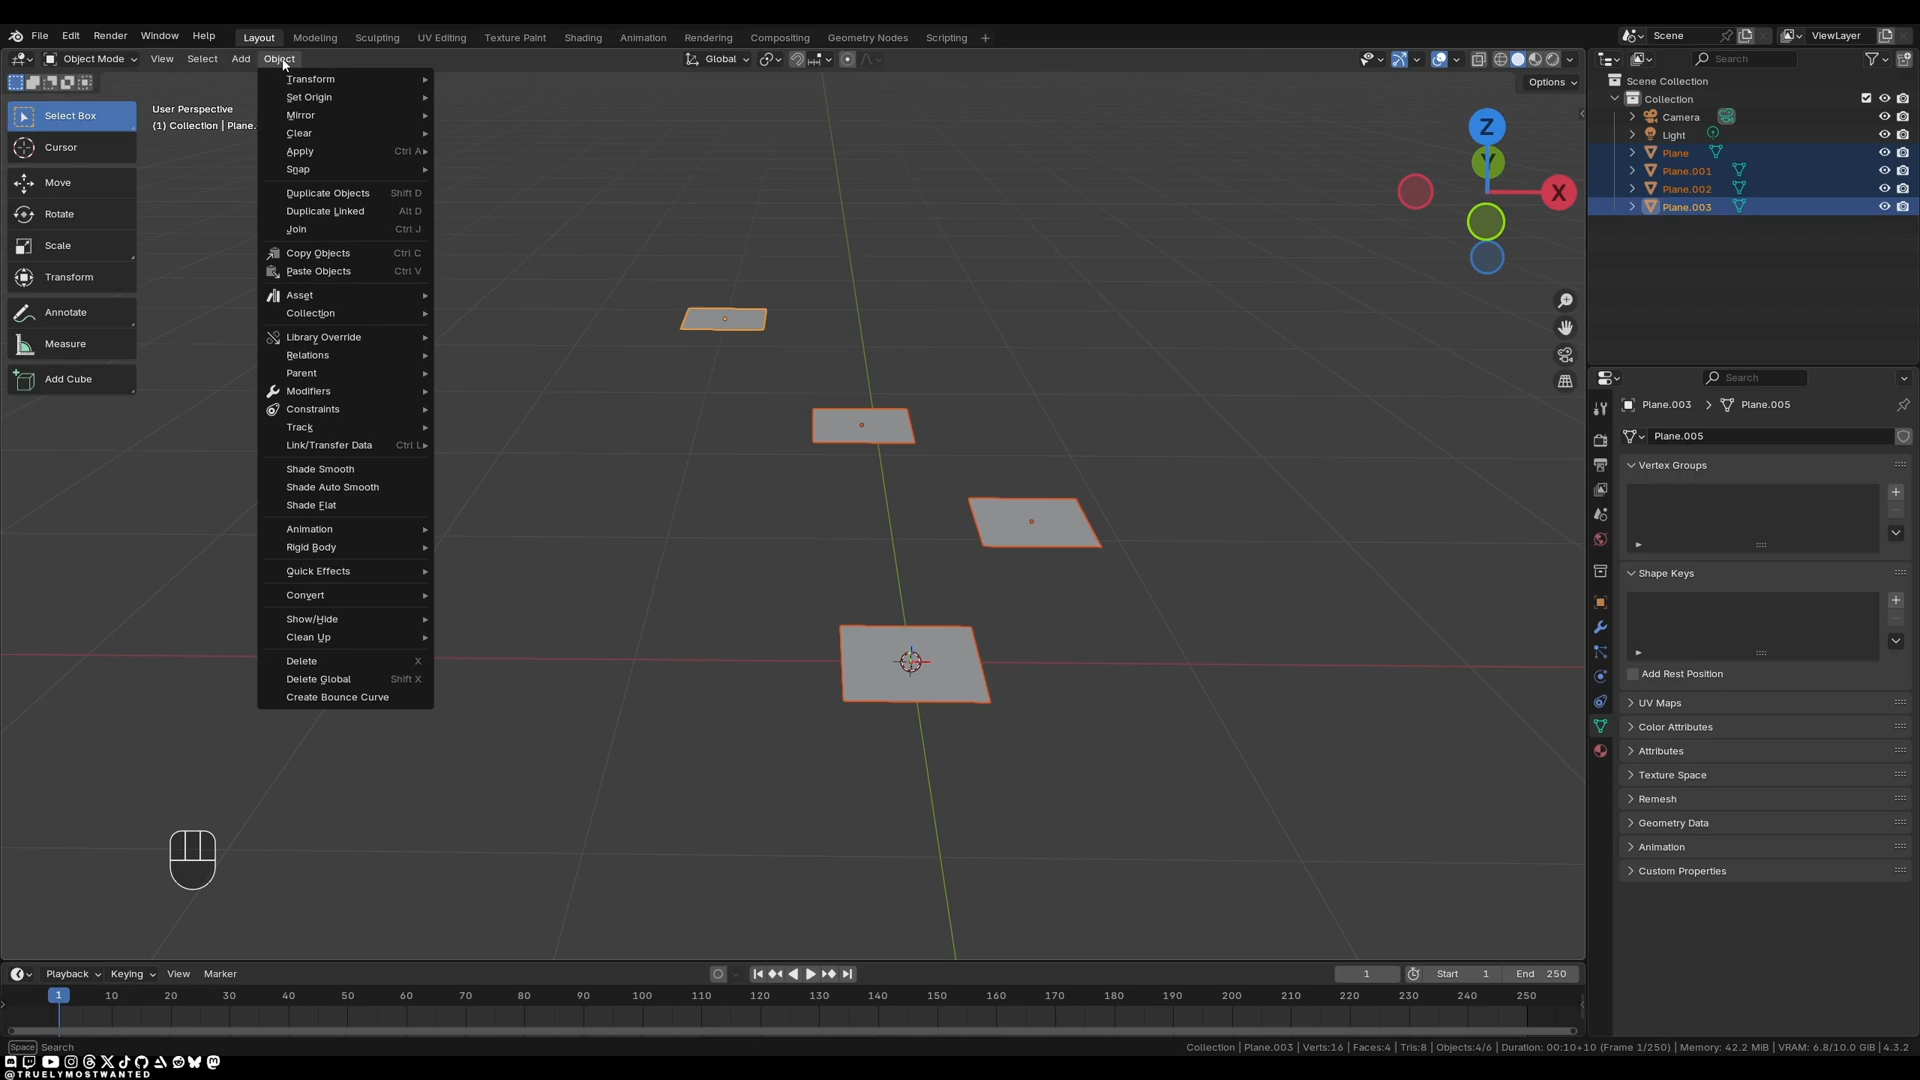 File Edit Render Window Help Layout Modeling Sculpting UV Editing Texture Paint Shading Animation Rendering Compositing Geometry Nodes Scripting Scene ViewLayer
Object Mode View Select Add Object Global
Options
Select Box
Cursor
Move
Rotate
Scale
Transform
Annotate
Measure
Add Cube
User Perspective
(1) Collection | Plane.
Transform
Set Origin
Mirror
Clear
Apply Ctrl A
Snap
Duplicate Objects Shift D
Duplicate Linked Alt D
Join Ctrl J
Copy Objects Ctrl C
Paste Objects Ctrl V
Asset
Collection
Library Override
Relations
Parent
Modifiers
Constraints
Track
Link/Transfer Data Ctrl L
Shade Smooth
Shade Auto Smooth
Shade Flat
Animation
Rigid Body
Quick Effects
Convert
Show/Hide
Clean Up
Delete X
Delete Global Shift X
Create Bounce Curve
Z
Y
X
Search
Scene Collection
Collection
Camera
Light
Plane
Plane.001
Plane.002
Plane.003
Search
Plane.003 Plane.005
Plane.005
Vertex Groups
Shape Keys
Add Rest Position
UV Maps
Color Attributes
Attributes
Texture Space
Remesh
Geometry Data
Animation
Custom Properties
Playback Keying View Marker 1 Start 1 End 250
1 10 20 30 40 50 60 70 80 90 100 110 120 130 140 150 160 170 180 190 200 210 220 230 240 250
Space Search Collection | Plane.003 | Verts:16 | Faces:4 | Tris:8 | Objects:4/6 | Duration: 00:10+10 (Frame 1/250) | Memory: 42.2 MiB | VRAM: 6.8/10.0 GiB | 4.3.2
@TRUELYMOSTWANTED